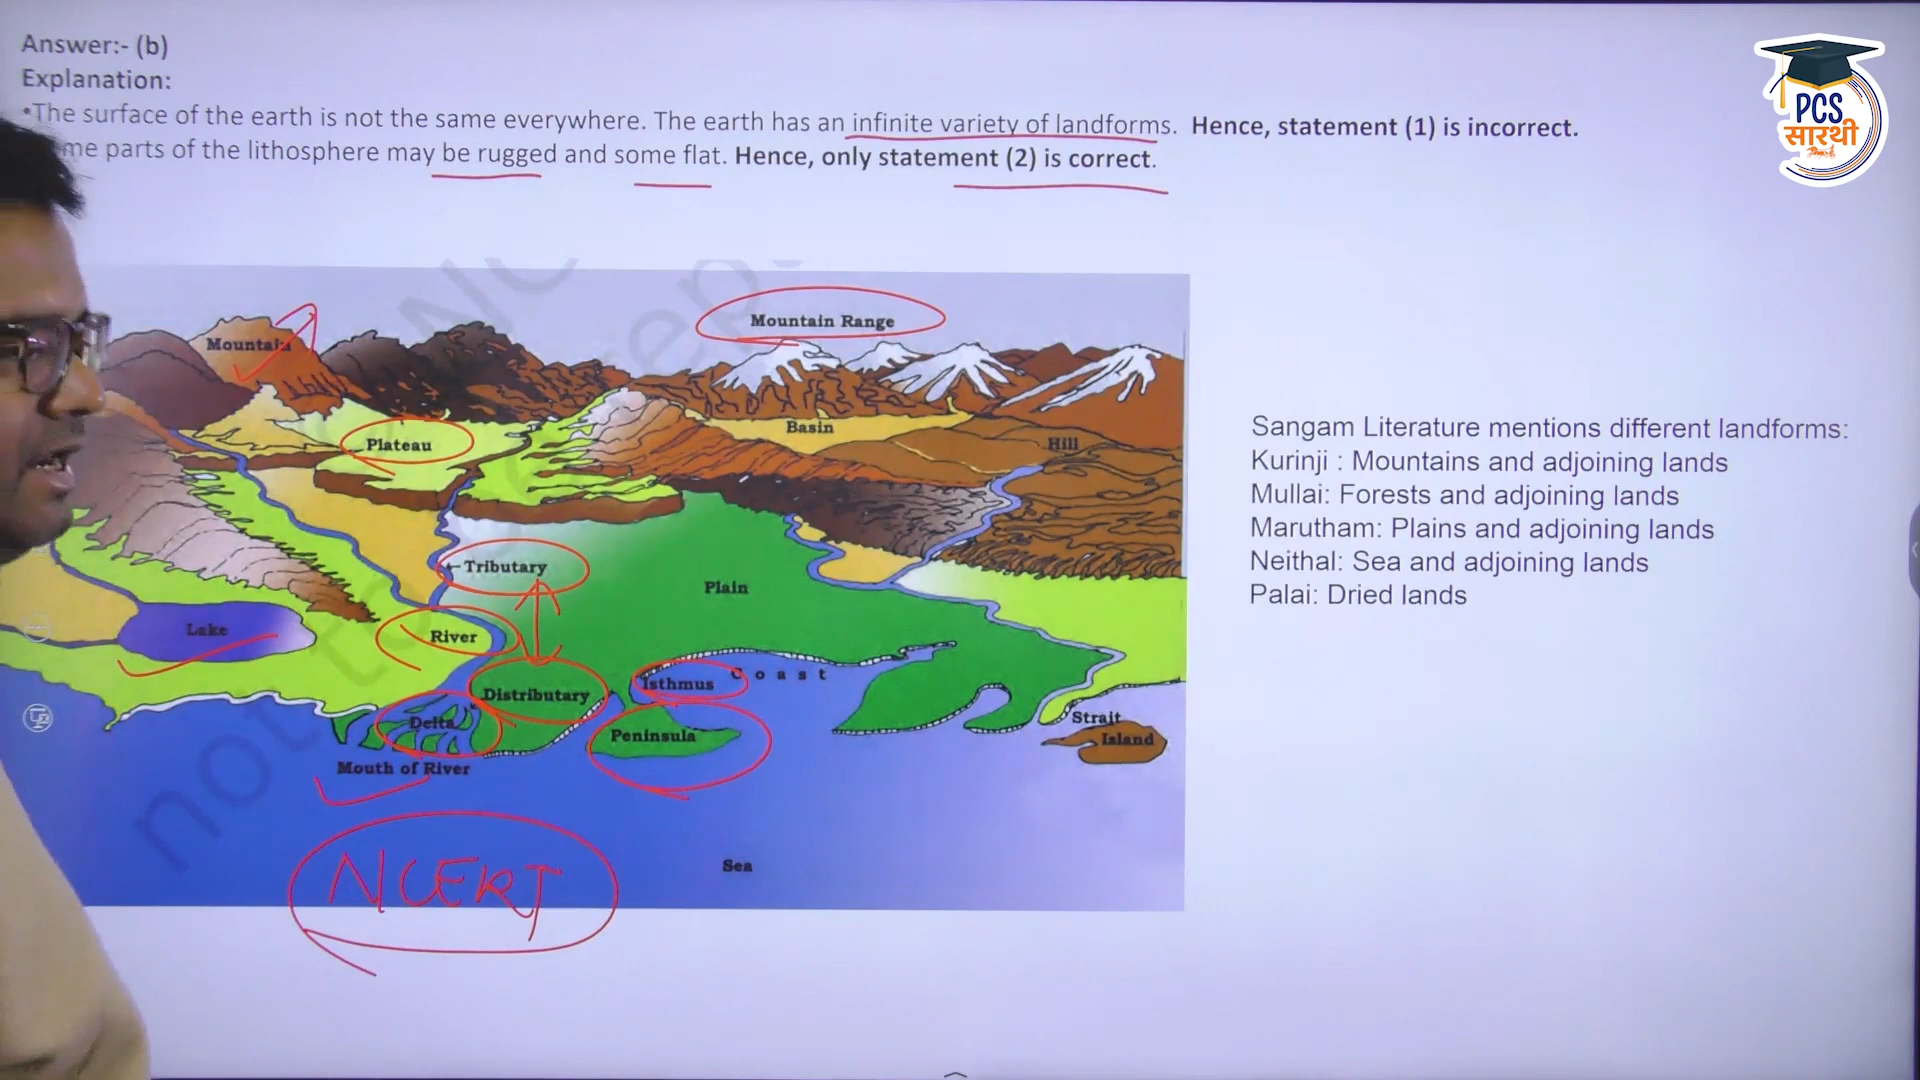 Answer:- (b)
Explanation:
•The surface of the earth is not the same everywhere. The earth has an infinite variety of landforms. Hence, statement (1) is incorrect.
me parts of the lithosphere may be rugged and some flat. Hence, only statement (2) is correct.
PCS
सारथी
Mountain Range
Mountain
Plateau
Basin
Hill
Tributary
Plain
Lake
River
Distributary
Isthmus
Coast
Delta
Peninsula
Strait
Island
Mouth of River
Sea
NCERT
not to
Sangam Literature mentions different landforms:
Kurinji : Mountains and adjoining lands
Mullai: Forests and adjoining lands
Marutham: Plains and adjoining lands
Neithal: Sea and adjoining lands
Palai: Dried lands